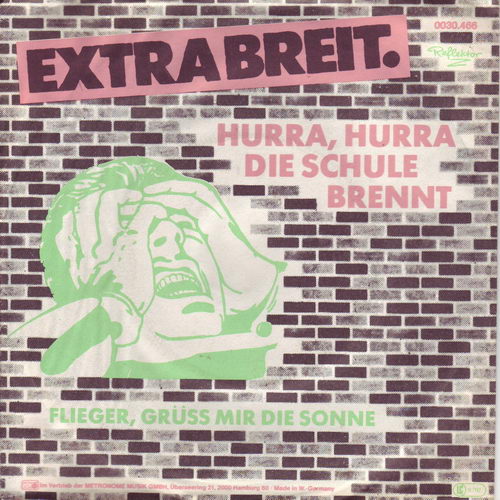 0030.466
Reflektor
EXTRABREIT.
HURRA, HURRA
DIE SCHULE
BRENNT
FLIEGER, GRÜSS MIR DIE SONNE
Im Vertrieb der METRONOME MUSIK GMBH, Überseering 21, 2000 Hamburg 60 · Made in W. Germany